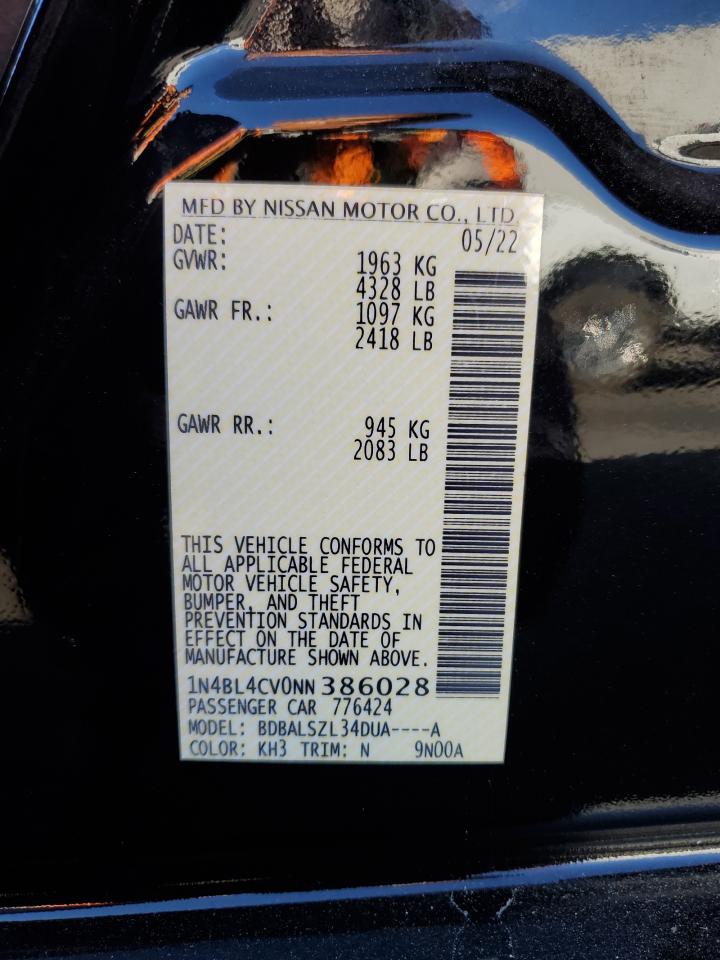 MFD BY NISSAN MOTOR CO., LTD.
DATE: 05/22
GVWR: 1963 KG
4328 LB
GAWR FR.: 1097 KG
2418 LB
GAWR RR.: 945 KG
2083 LB
THIS VEHICLE CONFORMS TO
ALL APPLICABLE FEDERAL
MOTOR VEHICLE SAFETY,
BUMPER, AND THEFT
PREVENTION STANDARDS IN
EFFECT ON THE DATE OF
MANUFACTURE SHOWN ABOVE.
1N4BL4CV0NN386028
PASSENGER CAR 776424
MODEL: BDBALSZL34DUA----A
COLOR: KH3 TRIM: N 9N00A